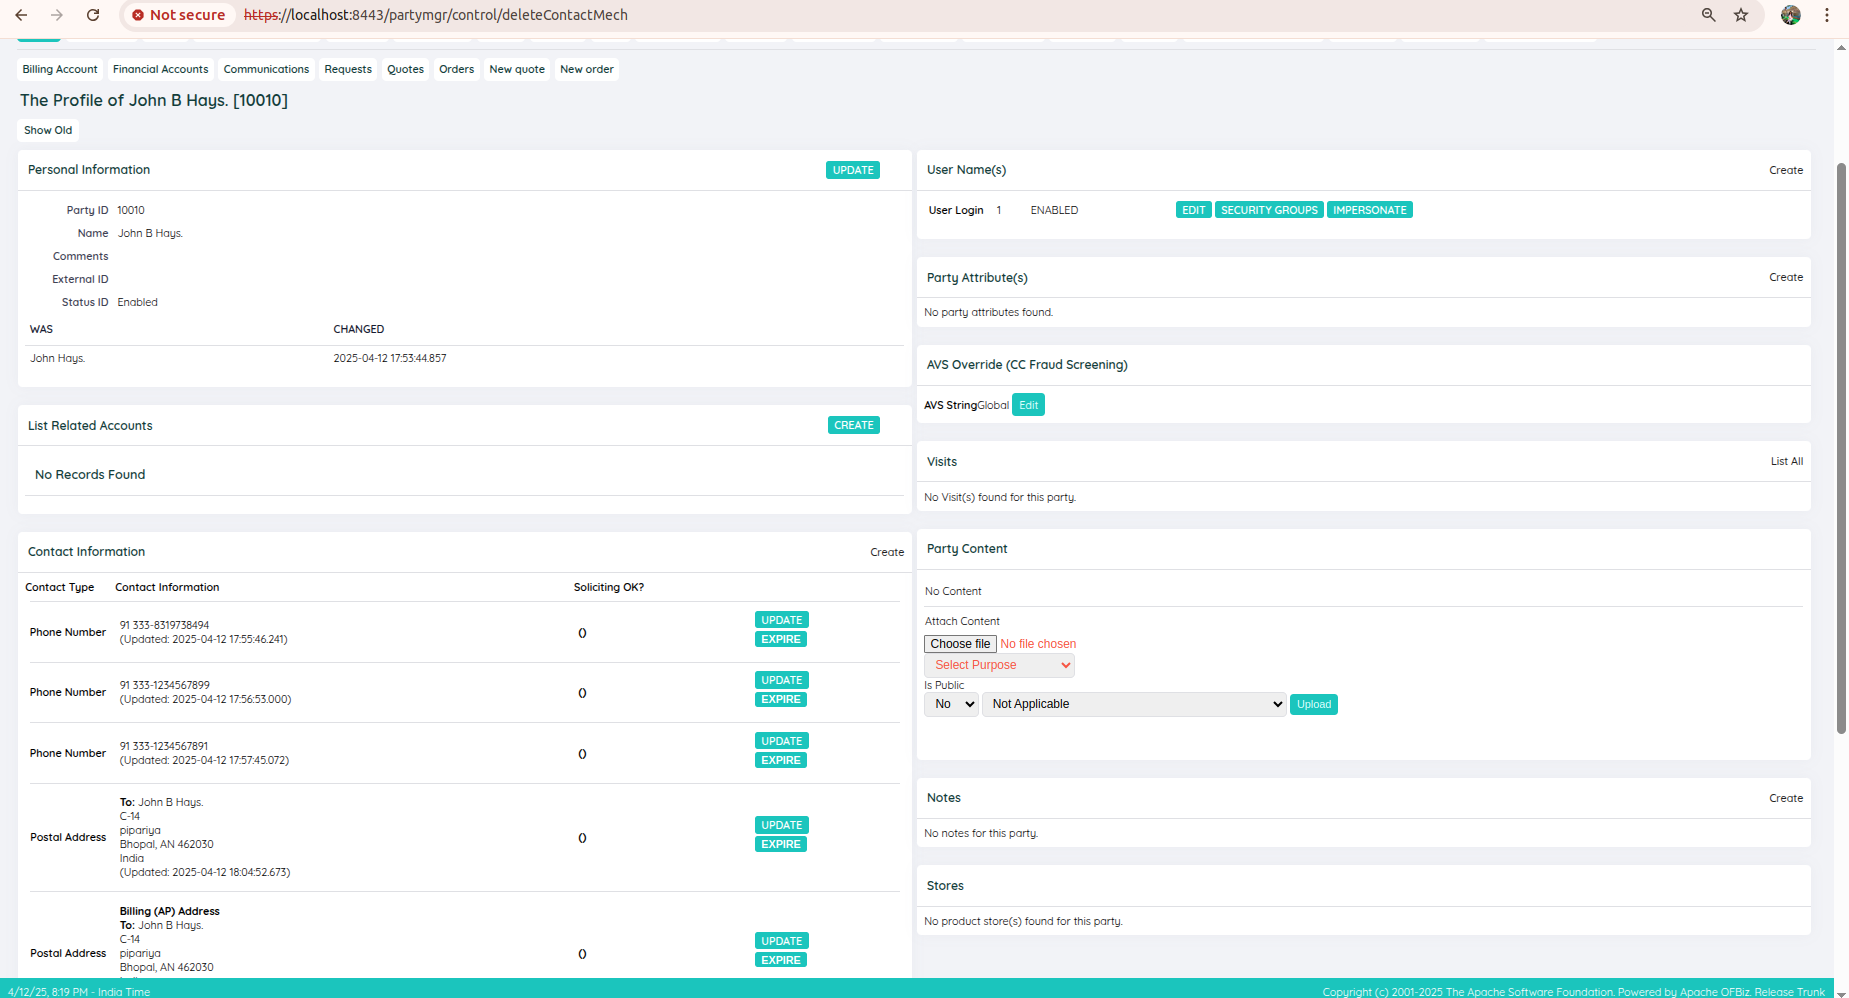 Not secure https://localhost:8443/partymgr/control/deleteContactMech
Billing Account Financial Accounts Communications Requests Quotes Orders New quote New order
The Profile of John B Hays. [10010]
Show Old
Personal Information UPDATE
Party ID 10010
Name John B Hays.
Comments
External ID
Status ID Enabled
WAS CHANGED
John Hays. 2025-04-12 17:53:44.857
List Related Accounts CREATE
No Records Found
Contact Information Create
Contact Type Contact Information Soliciting OK?
Phone Number 91 333-8319738494 () UPDATE
(Updated: 2025-04-12 17:55:46.241) EXPIRE
Phone Number 91 333-1234567899 () UPDATE
(Updated: 2025-04-12 17:56:53.000) EXPIRE
Phone Number 91 333-1234567891 () UPDATE
(Updated: 2025-04-12 17:57:45.072) EXPIRE
To: John B Hays.
C-14 UPDATE
pipariya
Postal Address ()
Bhopal, AN 462030 EXPIRE
India
(Updated: 2025-04-12 18:04:52.673)
Billing (AP) Address
To: John B Hays.
C-14 UPDATE
pipariya
Postal Address () EXPIRE
Bhopal, AN 462030
User Name(s) Create
User Login 1 ENABLED EDIT SECURITY GROUPS IMPERSONATE
Party Attribute(s) Create
No party attributes found.
AVS Override (CC Fraud Screening)
AVS StringGlobal Edit
Visits List All
No Visit(s) found for this party.
Party Content
No Content
Attach Content
Choose file No file chosen
Select Purpose
Is Public
No Not Applicable Upload
Notes Create
No notes for this party.
Stores
No product store(s) found for this party.
4/12/25, 8:19 PM - India Time Copyright (c) 2001-2025 The Apache Software Foundation. Powered by Apache OFBiz. Release Trunk